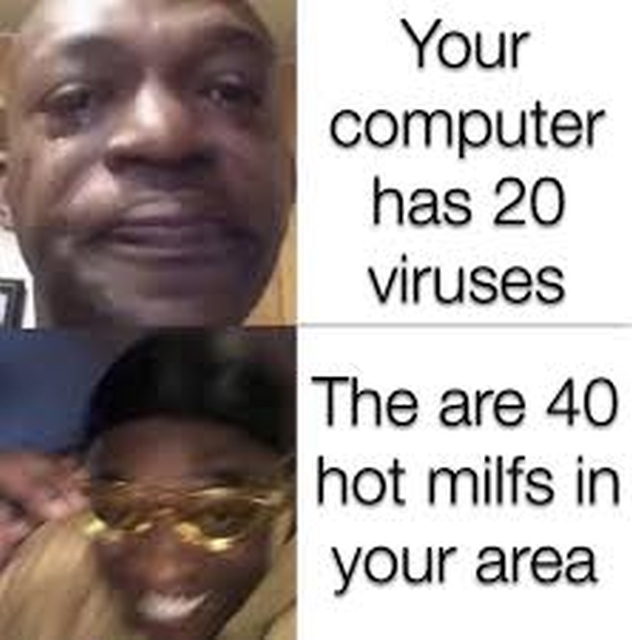 Your
computer
has 20
viruses
The are 40
hot milfs in
your area